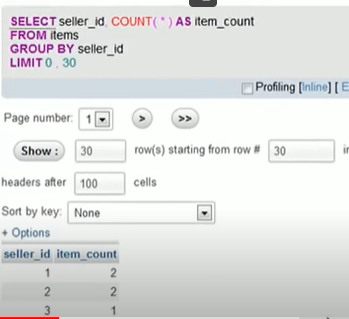 SELECT seller_id, COUNT( * ) AS item_count
FROM items
GROUP BY seller_id
LIMIT 0 , 30
Profiling [Inline] [ E
Page number: 1 > >>
Show : 30 row(s) starting from row # 30
headers after 100 cells
Sort by key: None
+ Options
seller_id item_count
1 2
2 2
3 1